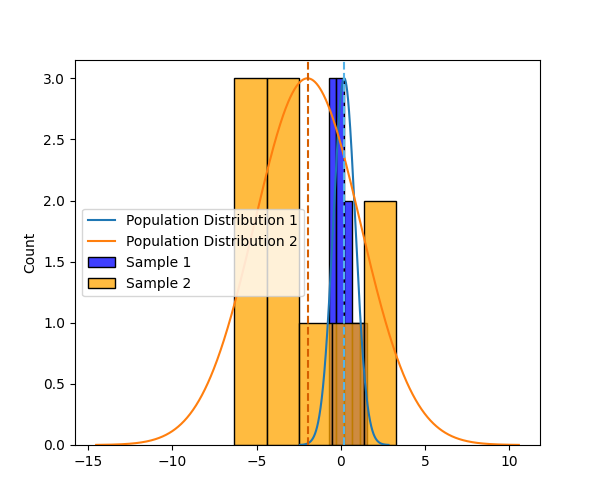 3.0
2.5
2.0
1.5
1.0
0.5
0.0
Count
Population Distribution 1
Population Distribution 2
Sample 1
Sample 2
−15 −10 −5 0 5 10